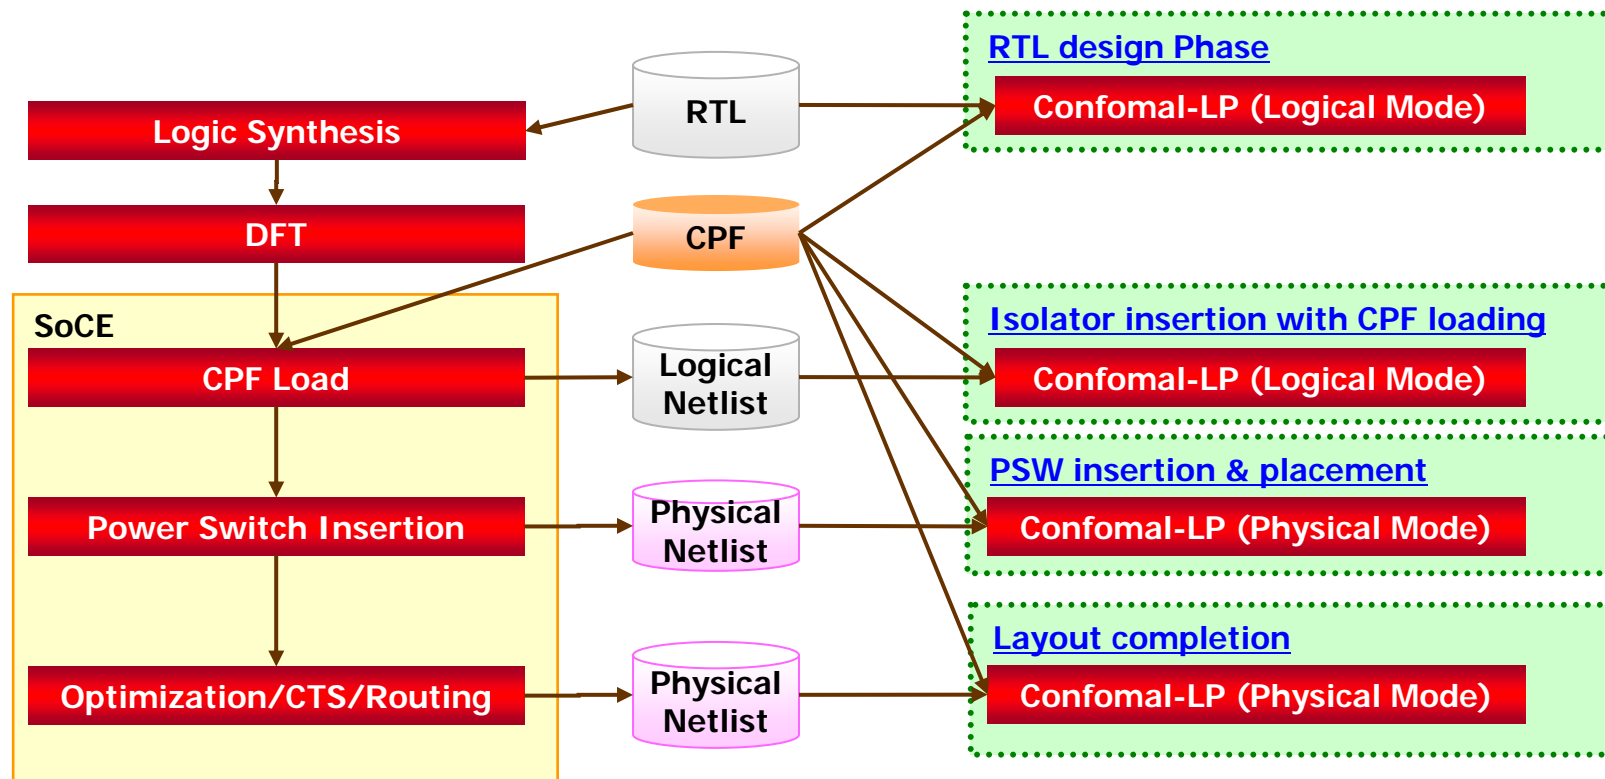 RTL design Phase
Confomal-LP (Logical Mode)
RTL
Logic Synthesis
DFT
CPF
SoCE
CPF Load
Logical
Netlist
Isolator insertion with CPF loading
Confomal-LP (Logical Mode)
Power Switch Insertion
Physical
Netlist
PSW insertion & placement
Confomal-LP (Physical Mode)
Optimization/CTS/Routing
Physical
Netlist
Layout completion
Confomal-LP (Physical Mode)